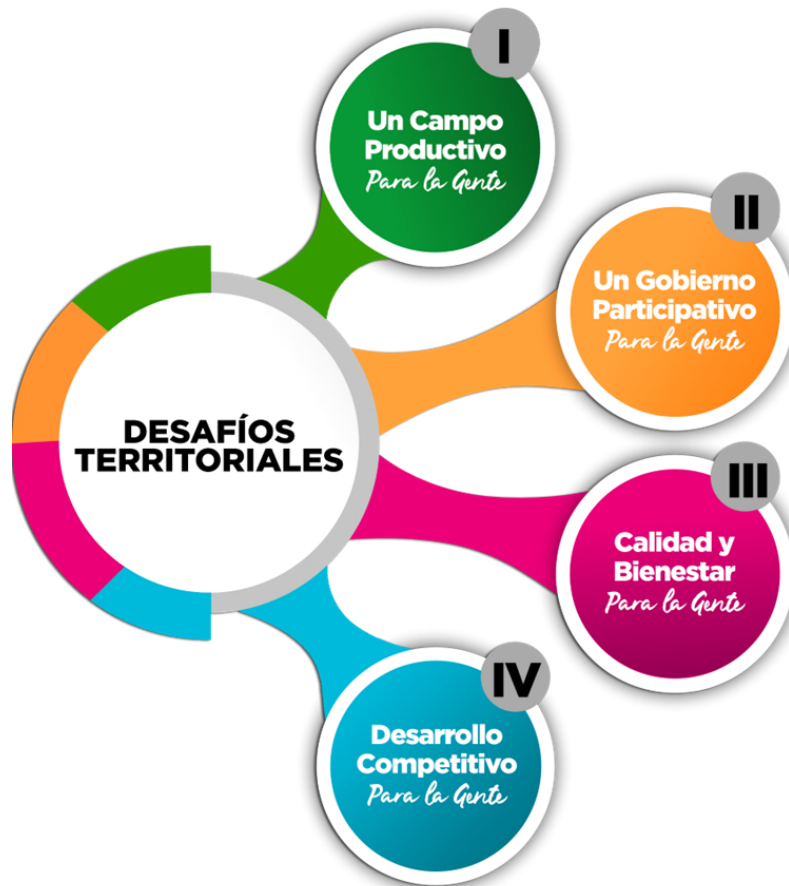 I
Un Campo
Productivo
Para la Gente
II
Un Gobierno
Participativo
Para la Gente
DESAFÍOS
TERRITORIALES
III
Calidad y
Bienestar
Para la Gente
IV
Desarrollo
Competitivo
Para la Gente